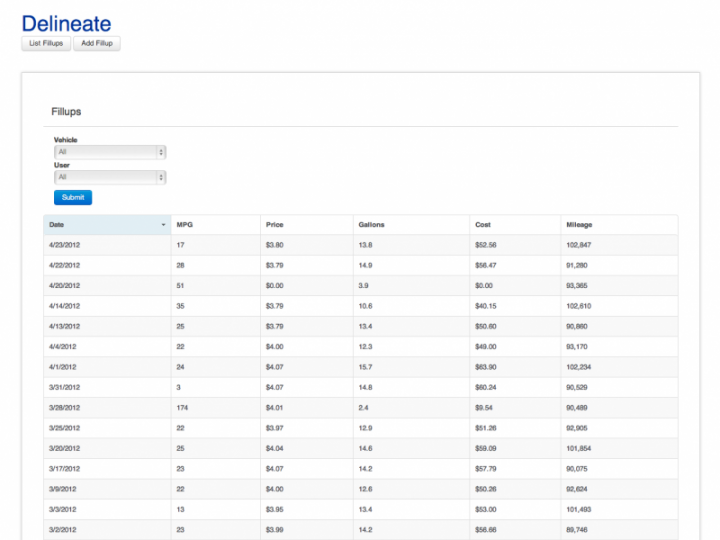 Delineate
List Fillups Add Fillup
Fillups
Vehicle
All
User
All
Submit
Date MPG Price Gallons Cost Mileage
4/23/2012 17 $3.80 13.8 $52.56 102,847
4/22/2012 28 $3.79 14.9 $56.47 91,280
4/20/2012 51 $0.00 3.9 $0.00 93,365
4/14/2012 35 $3.79 10.6 $40.15 102,610
4/13/2012 25 $3.79 13.4 $50.60 90,860
4/4/2012 22 $4.00 12.3 $49.00 93,170
4/1/2012 24 $4.07 15.7 $63.90 102,234
3/31/2012 3 $4.07 14.8 $60.24 90,529
3/28/2012 174 $4.01 2.4 $9.54 90,489
3/25/2012 22 $3.97 12.9 $51.26 92,905
3/20/2012 25 $4.04 14.6 $59.09 101,854
3/17/2012 23 $4.07 14.2 $57.79 90,075
3/9/2012 22 $4.00 12.6 $50.26 92,624
3/3/2012 13 $3.95 13.4 $53.00 101,493
3/2/2012 23 $3.99 14.2 $56.66 89,746